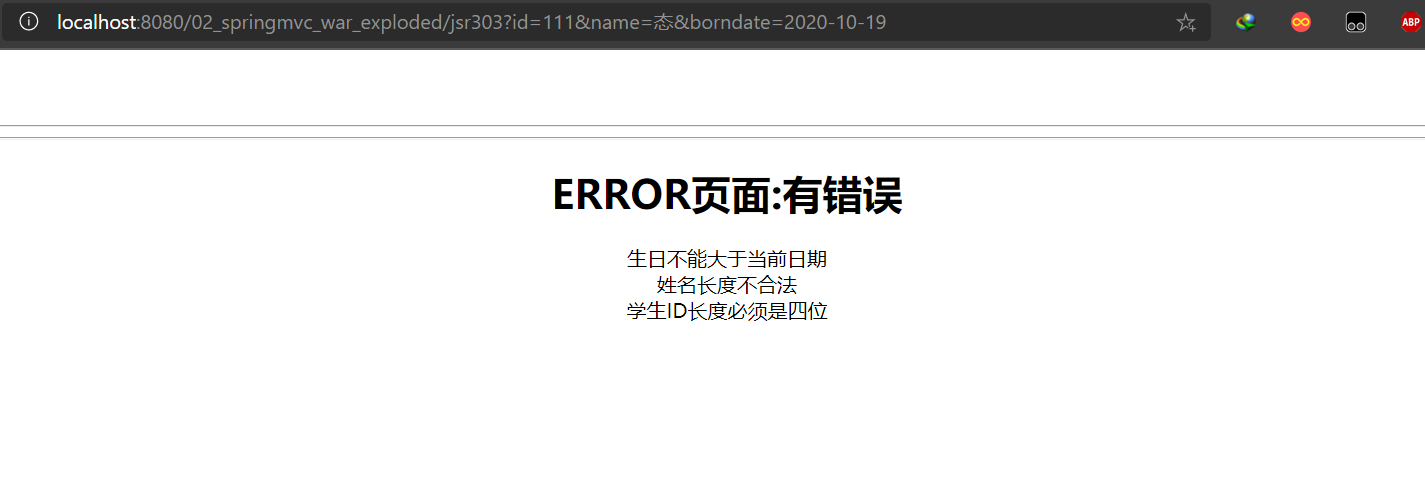 localhost:8080/02_springmvc_war_exploded/jsr303?id=111&name=态&borndate=2020-10-19
ABP
ERROR页面:有错误
生日不能大于当前日期
姓名长度不合法
学生ID长度必须是四位